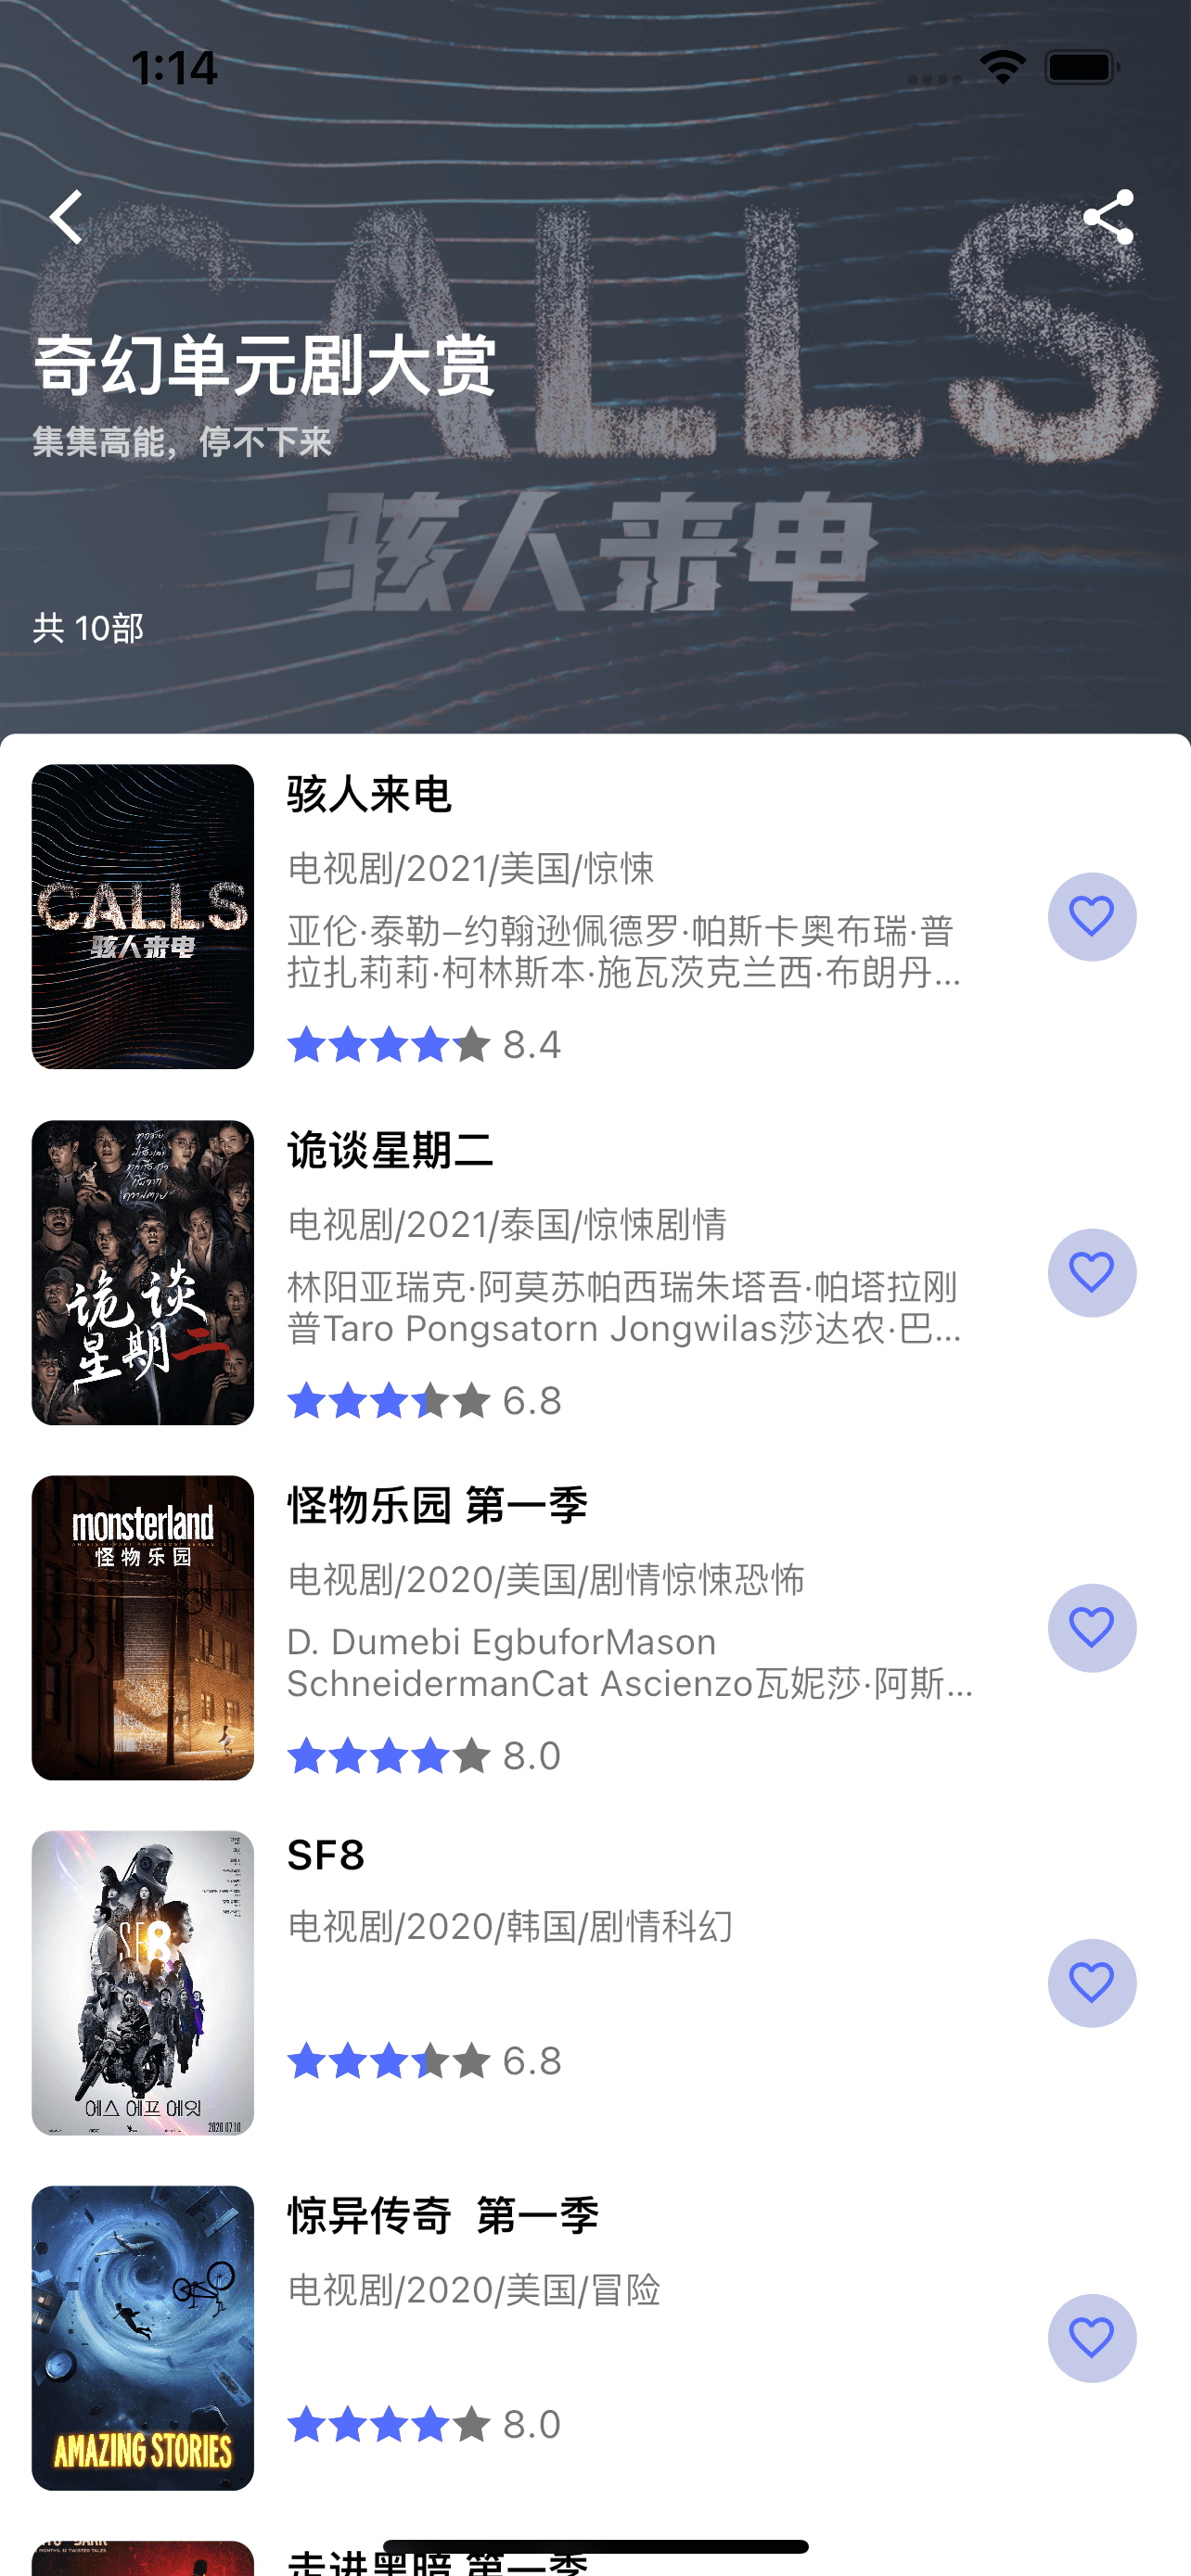 1:14
CALLS
奇幻单元剧大赏
集集高能，停不下来
骇人来电
共 10部
骇人来电
电视剧/2021/美国/惊悚
亚伦·泰勒–约翰逊佩德罗·帕斯卡奥布瑞·普
拉扎莉莉·柯林斯本·施瓦茨克兰西·布朗丹...
8.4
CALLS
骇人来电
诡谈星期二
电视剧/2021/泰国/惊悚剧情
林阳亚瑞克·阿莫苏帕西瑞朱塔吾·帕塔拉刚
普Taro Pongsatorn Jongwilas莎达农·巴...
6.8
诡谈
星期二
怪物乐园 第一季
电视剧/2020/美国/剧情惊悚恐怖
D. Dumebi EgbuforMason
SchneidermanCat Ascienzo瓦妮莎·阿斯...
8.0
monsterland
怪物乐园
SF8
电视剧/2020/韩国/剧情科幻
6.8
SF8
에스 에프 에잇
2020.07.10
惊异传奇  第一季
电视剧/2020/美国/冒险
8.0
AMAZING STORIES
走进黑暗 第一季